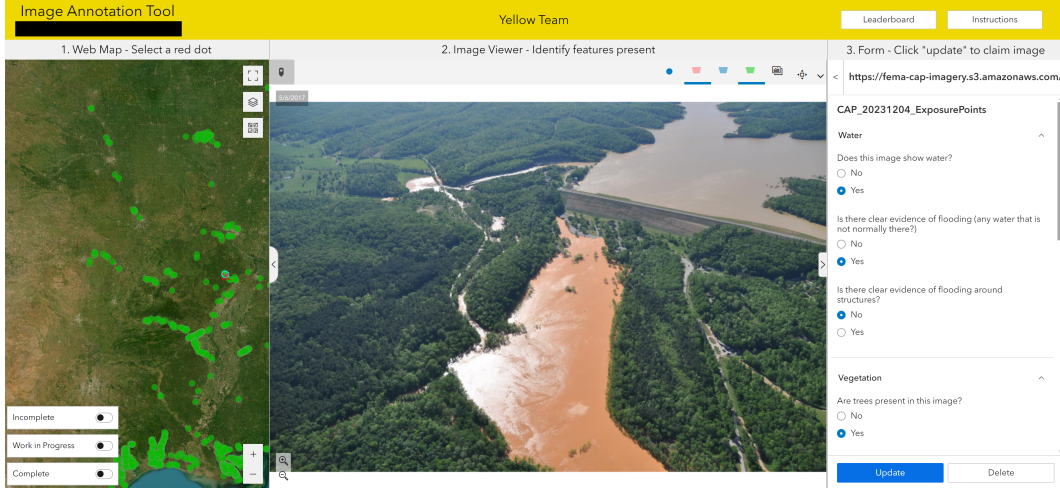 Image Annotation Tool
Yellow Team
Leaderboard
Instructions
1. Web Map - Select a red dot
2. Image Viewer - Identify features present
3. Form - Click "update" to claim image
5/6/2017
<
https://fema-cap-imagery.s3.amazonaws.com/
CAP_20231204_ExposurePoints
Water
Does this image show water?
No
Yes
Is there clear evidence of flooding (any water that is
not normally there?)
No
Yes
Is there clear evidence of flooding around
structures?
No
Yes
Vegetation
Are trees present in this image?
No
Yes
Incomplete
Work in Progress
Complete
Update
Delete